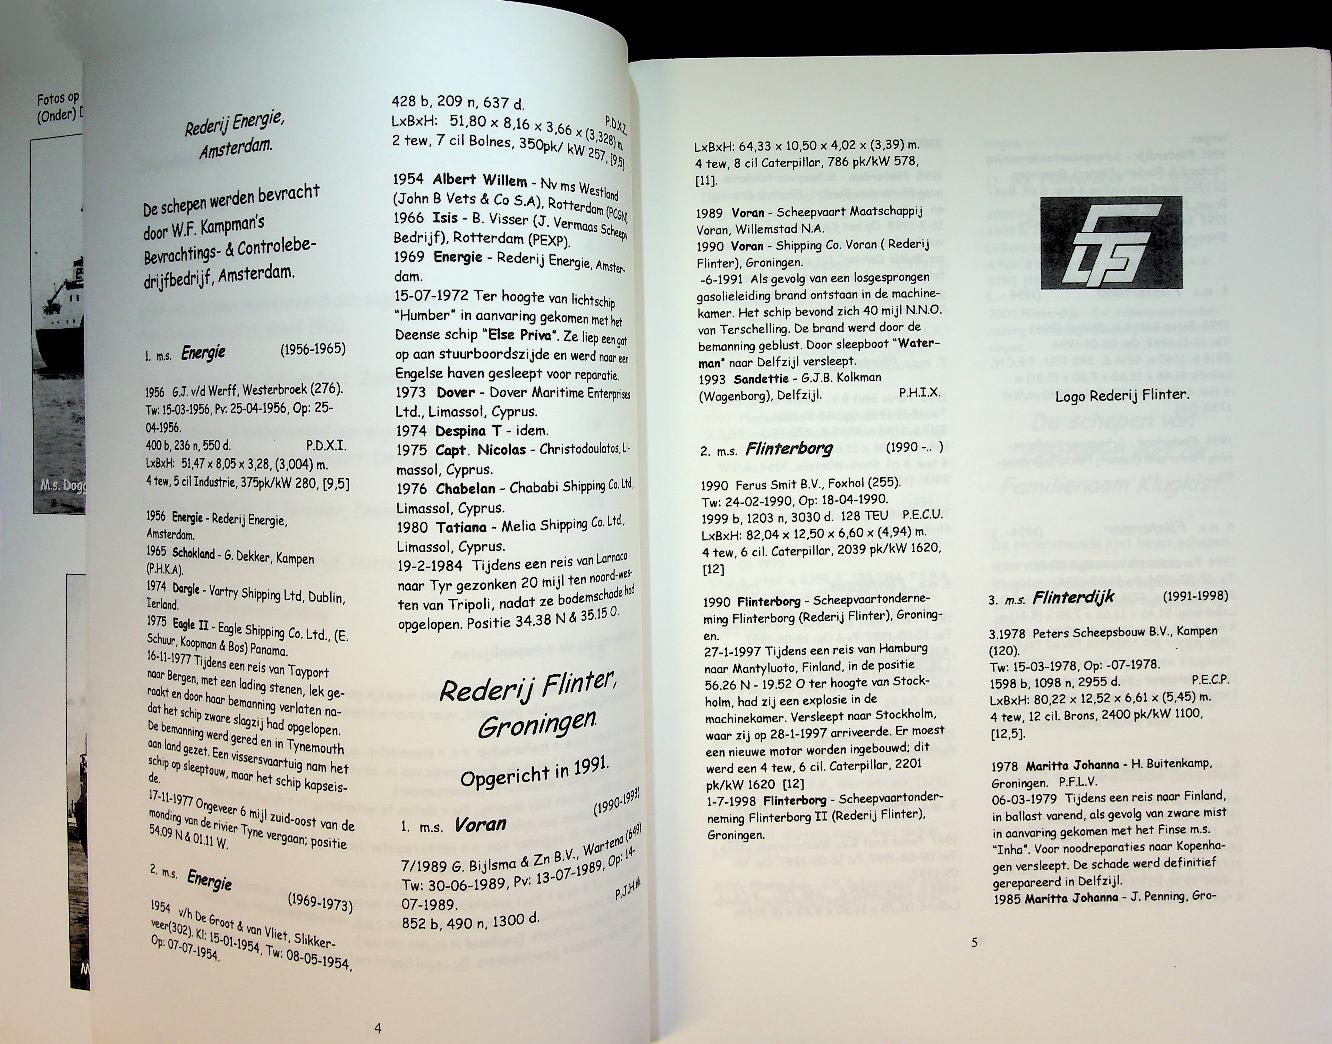 Fotos op
(Onder)
M.s. Dogg
Rederij Energie,
Amsterdam.
De schepen werden bevracht
door W.F. Kampman's
Bevrachtings- & Controlebe-
drijfbedrijf, Amsterdam.
1. m.s. Energie (1956-1965)
1956 G.J. v/d Werff, Westerbroek (276).
Tw: 15-03-1956, Pv: 25-04-1956, Op: 25-
04-1956.
400 b, 236 n, 550 d. P.D.X.I.
LxBxH: 51,47 x 8,05 x 3,28, (3,004) m.
4 tew, 5 cil Industrie, 375pk/kW 280, [9,5]
1956 Energie - Rederij Energie,
Amsterdam.
1965 Schokland - G. Dekker, Kampen
(P.H.K.A).
1974 Dargle - Vartry Shipping Ltd, Dublin,
Ierland.
1975 Eagle II - Eagle Shipping Co. Ltd., (E.
Schuur, Koopman & Bos) Panama.
16-11-1977 Tijdens een reis van Tayport
naar Bergen, met een lading stenen, lek ge-
raakt en door haar bemanning verlaten na-
dat het schip zware slagzij had opgelopen.
De bemanning werd gered en in Tynemouth
aan land gezet. Een vissersvaartuig nam het
schip op sleeptouw, maar het schip kapseis-
de.
17-11-1977 Ongeveer 6 mijl zuid-oost van de
monding van de rivier Tyne vergaan; positie
54.09 N & 01.11 W.
2. m.s. Energie (1969-1973)
1954 v/h De Groot & van Vliet, Slikker-
veer(302). Kl: 15-01-1954, Tw: 08-05-1954,
Op: 07-07-1954.
428 b, 209 n, 637 d. P.D.X.I.
LxBxH: 51,80 x 8,16 x 3,66 x (3,328) m.
2 tew, 7 cil Bolnes, 350pk/ kW 257, [9,5]
1954 Albert Willem - Nv ms Westland
(John B Vets & Co S.A), Rotterdam (PCGN)
1966 Isis - B. Visser (J. Vermaas Scheeps
Bedrijf), Rotterdam (PEXP).
1969 Energie - Rederij Energie, Amster-
dam.
15-07-1972 Ter hoogte van lichtschip
"Humber" in aanvaring gekomen met het
Deense schip "Else Priva". Ze liep een gat
op aan stuurboordszijde en werd naar een
Engelse haven gesleept voor reparatie.
1973 Dover - Dover Maritime Enterprises
Ltd., Limassol, Cyprus.
1974 Despina T - idem.
1975 Capt. Nicolas - Christodoulatos, Li-
massol, Cyprus.
1976 Chabelan - Chababi Shipping Co. Ltd,
Limassol, Cyprus.
1980 Tatiana - Melia Shipping Co. Ltd.,
Limassol, Cyprus.
19-2-1984 Tijdens een reis van Larnaca
naar Tyr gezonken 20 mijl ten noord-wes-
ten van Tripoli, nadat ze bodemschade had
opgelopen. Positie 34.38 N & 35.15 O.
Rederij Flinter,
Groningen.
Opgericht in 1991.
1. m.s. Voran (1990-1993)
7/1989 G. Bijlsma & Zn B.V., Wartena (649)
Tw: 30-06-1989, Pv: 13-07-1989, Op: 14-
07-1989.
852 b, 490 n, 1300 d.
4
LxBxH: 64,33 x 10,50 x 4,02 x (3,39) m.
4 tew, 8 cil Caterpillar, 786 pk/kW 578,
[11].
1989 Voran - Scheepvaart Maatschappij
Voran, Willemstad N.A.
1990 Voran - Shipping Co. Voran ( Rederij
Flinter), Groningen.
-6-1991 Als gevolg van een losgesprongen
gasolieleiding brand ontstaan in de machine-
kamer. Het schip bevond zich 40 mijl N.N.O.
van Terschelling. De brand werd door de
bemanning geblust. Door sleepboot "Water-
man" naar Delfzijl versleept.
1993 Sandettie - G.J.B. Kolkman
(Wagenborg), Delfzijl. P.H.I.X.
2. m.s. Flinterborg (1990 -.. )
1990 Ferus Smit B.V., Foxhol (255).
Tw: 24-02-1990, Op: 18-04-1990.
1999 b, 1203 n, 3030 d. 128 TEU P.E.C.U.
LxBxH: 82,04 x 12,50 x 6,60 x (4,94) m.
4 tew, 6 cil. Caterpillar, 2039 pk/kW 1620,
[12]
1990 Flinterborg - Scheepvaartonderne-
ming Flinterborg (Rederij Flinter), Groning-
en.
27-1-1997 Tijdens een reis van Hamburg
naar Mantyluoto, Finland, in de positie
56.26 N - 19.52 O ter hoogte van Stock-
holm, had zij een explosie in de
machinekamer. Versleept naar Stockholm,
waar zij op 28-1-1997 arriveerde. Er moest
een nieuwe motor worden ingebouwd; dit
werd een 4 tew, 6 cil. Caterpillar, 2201
pk/kW 1620 [12]
1-7-1998 Flinterborg - Scheepvaartonder-
neming Flinterborg II (Rederij Flinter),
Groningen.
Logo Rederij Flinter.
3. m.s. Flinterdijk (1991-1998)
3.1978 Peters Scheepsbouw B.V., Kampen
(120).
Tw: 15-03-1978, Op: -07-1978.
1598 b, 1098 n, 2955 d. P.E.C.P.
LxBxH: 80,22 x 12,52 x 6,61 x (5,45) m.
4 tew, 12 cil. Brons, 2400 pk/kW 1100,
[12,5].
1978 Maritta Johanna - H. Buitenkamp,
Groningen. P.F.L.V.
06-03-1979 Tijdens een reis naar Finland,
in ballast varend, als gevolg van zware mist
in aanvaring gekomen met het Finse m.s.
"Inha". Voor noodreparaties naar Kopenha-
gen versleept. De schade werd definitief
gerepareerd in Delfzijl.
1985 Maritta Johanna - J. Penning, Gro-
5